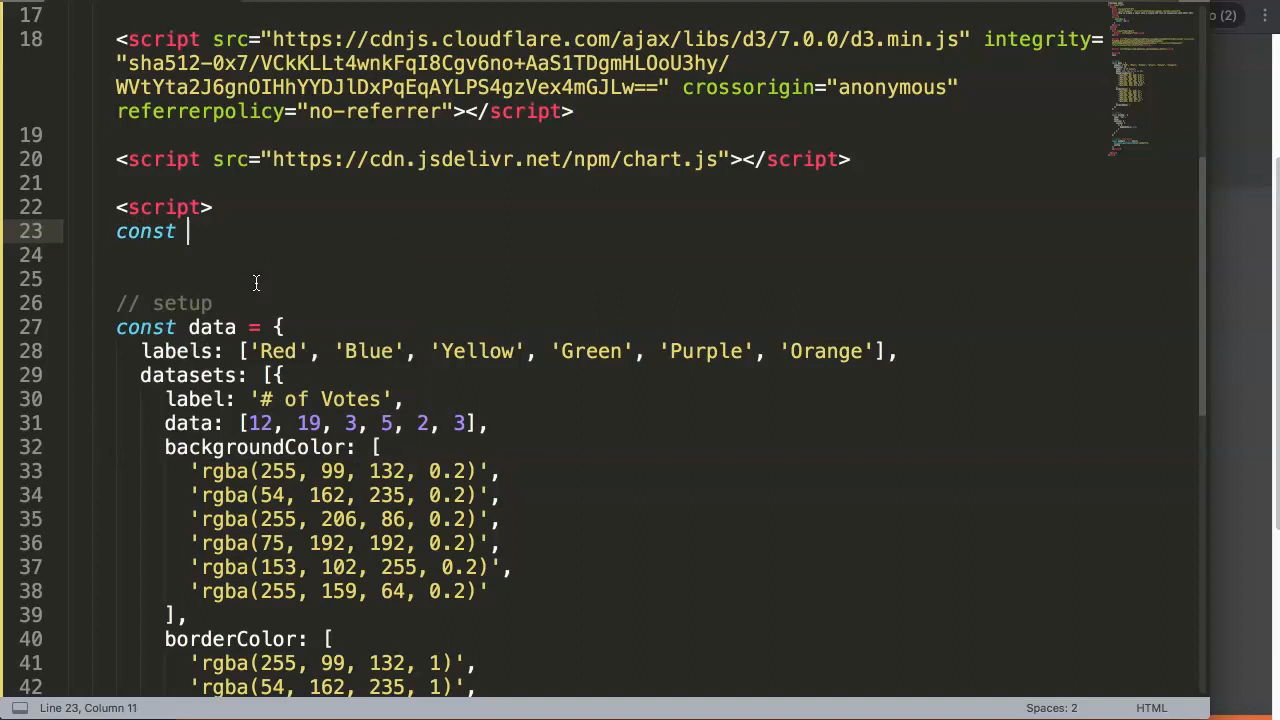 17
o (2)
18 <script src="https://cdnjs.cloudflare.com/ajax/libs/d3/7.0.0/d3.min.js" integrity=
"sha512-0x7/VCkKLLt4wnkFqI8Cgv6no+AaS1TDgmHLOoU3hy/
WVtYta2J6gnOIHhYYDJlDxPqEqAYLPS4gzVex4mGJLw==" crossorigin="anonymous"
referrerpolicy="no-referrer"></script>
19
20 <script src="https://cdn.jsdelivr.net/npm/chart.js"></script>
21
22 <script>
23 const
24
25
26 // setup
27 const data = {
28 labels: ['Red', 'Blue', 'Yellow', 'Green', 'Purple', 'Orange'],
29 datasets: [{
30 label: '# of Votes',
31 data: [12, 19, 3, 5, 2, 3],
32 backgroundColor: [
33 'rgba(255, 99, 132, 0.2)',
34 'rgba(54, 162, 235, 0.2)',
35 'rgba(255, 206, 86, 0.2)',
36 'rgba(75, 192, 192, 0.2)',
37 'rgba(153, 102, 255, 0.2)',
38 'rgba(255, 159, 64, 0.2)'
39 ],
40 borderColor: [
41 'rgba(255, 99, 132, 1)',
42 'rgba(54, 162, 235, 1)',
Line 23, Column 11 Spaces: 2 HTML